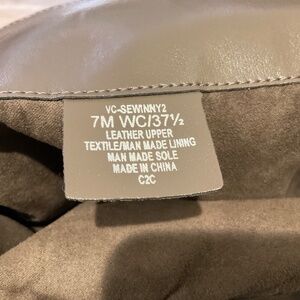 VC-SEWINNY2
7M WC/37½
LEATHER UPPER
TEXTILE/MAN MADE LINING
MAN MADE SOLE
MADE IN CHINA
C2C